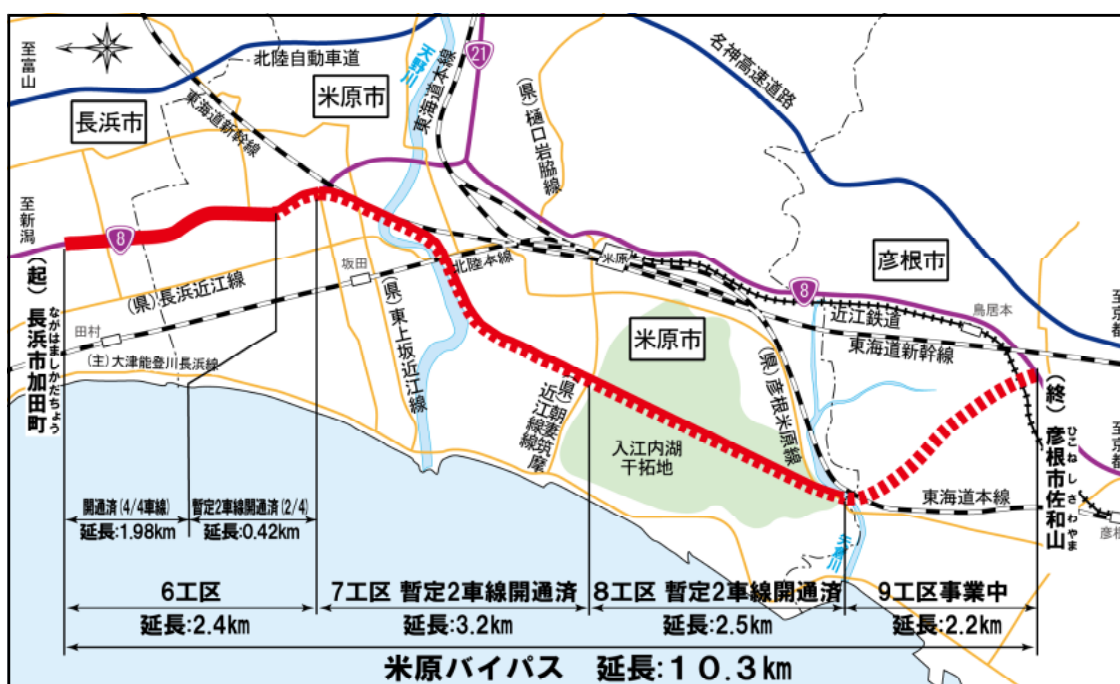 至富山
北陸自動車道
長浜市
米原市
東海道新幹線
天野川
東海道本線
21
(県)樋口岩脇線
名神高速道路
至新潟
8
(起)長浜市加田町
ながはましかだちょう
(県)長浜近江線
田村
坂田
(主)大津能登川長浜線
(県)東上坂近江線
北陸本線
米原
米原市
彦根市
8
近江鉄道
鳥居本
東海道新幹線
至京都
(県)彦根米原線
(県)朝妻筑摩
近江線
入江内湖
干拓地
(終)彦根市佐和山
ひこねしさわやま
至京都
東海道本線
彦根
開通済(4/4車線)
延長:1.98km
暫定2車線開通済(2/4)
延長:0.42km
6工区
延長:2.4km
7工区 暫定2車線開通済
延長:3.2km
8工区 暫定2車線開通済
延長:2.5km
9工区事業中
延長:2.2km
米原バイパス 延長:10.3km